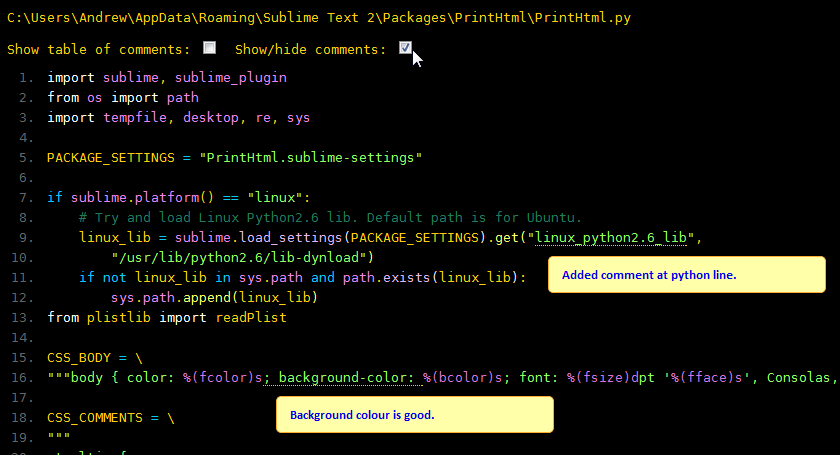 C:\Users\Andrew\AppData\Roaming\Sublime Text 2\Packages\PrintHtml\PrintHtml.py
Show table of comments: Show/hide comments:
1. import sublime, sublime_plugin
2. from os import path
3. import tempfile, desktop, re, sys
4.
5. PACKAGE_SETTINGS = "PrintHtml.sublime-settings"
6.
7. if sublime.platform() == "linux":
8. # Try and load Linux Python2.6 lib. Default path is for Ubuntu.
9. linux_lib = sublime.load_settings(PACKAGE_SETTINGS).get("linux_python2.6_lib",
10. "/usr/lib/python2.6/lib-dynload")
11. if not linux_lib in sys.path and path.exists(linux_lib):
Added comment at python line.
12. sys.path.append(linux_lib)
13. from plistlib import readPlist
14.
15. CSS_BODY = \
16. """body { color: %(fcolor)s; background-color: %(bcolor)s; font: %(fsize)dpt '%(fface)s', Consolas,
17.
18. CSS_COMMENTS = \
Background colour is good.
19. """